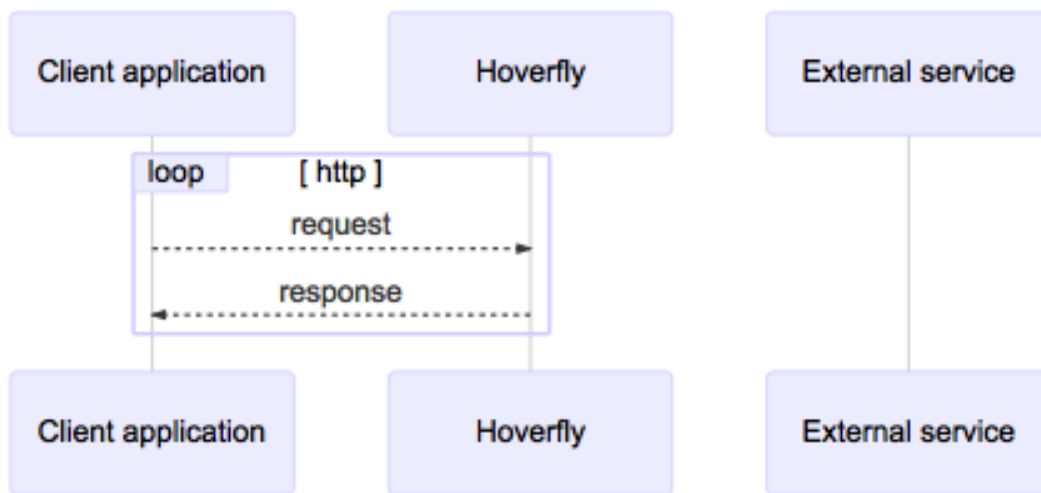 Client application
Hoverfly
External service
loop
[ http ]
request
response
Client application
Hoverfly
External service